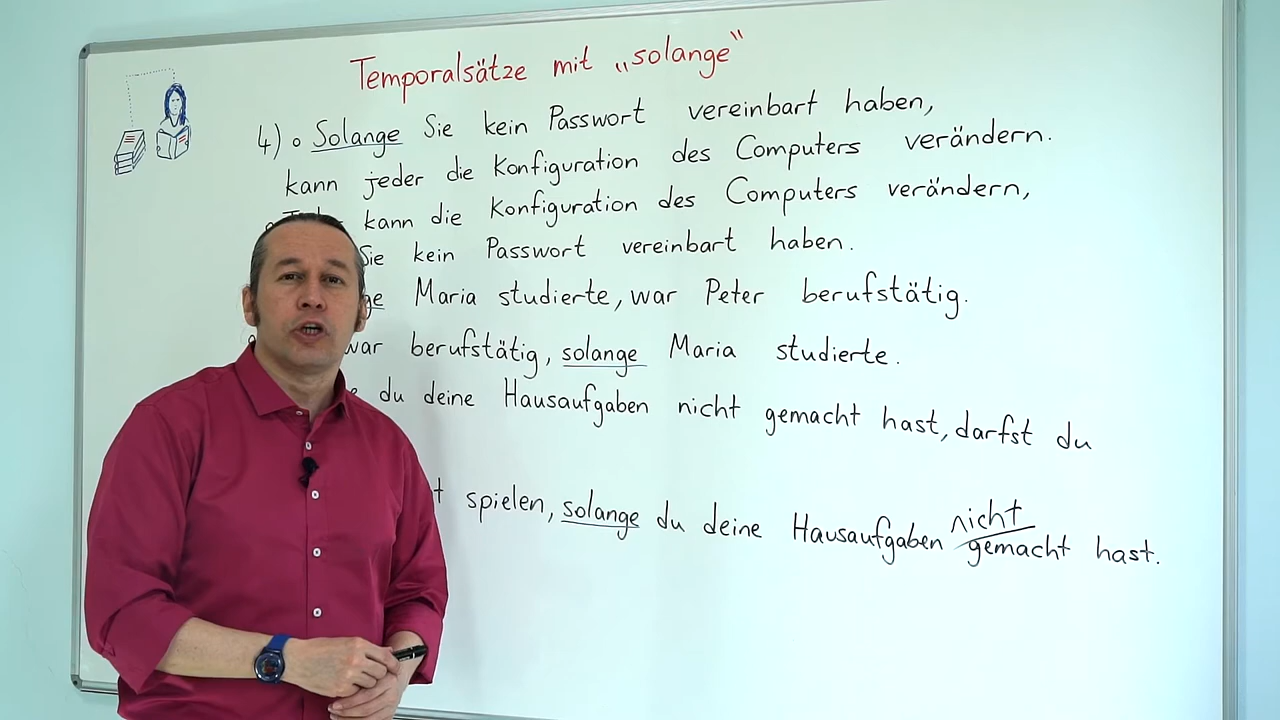 Temporalsätze mit „solange“
4) o Solange Sie kein Passwort vereinbart haben,
kann jeder die Konfiguration des Computers verändern.
kann die Konfiguration des Computers verändern,
Sie kein Passwort vereinbart haben.
Maria studierte, war Peter berufstätig.
war berufstätig, solange Maria studierte.
du deine Hausaufgaben nicht gemacht hast, darfst du
spielen, solange du deine Hausaufgaben nicht gemacht hast.